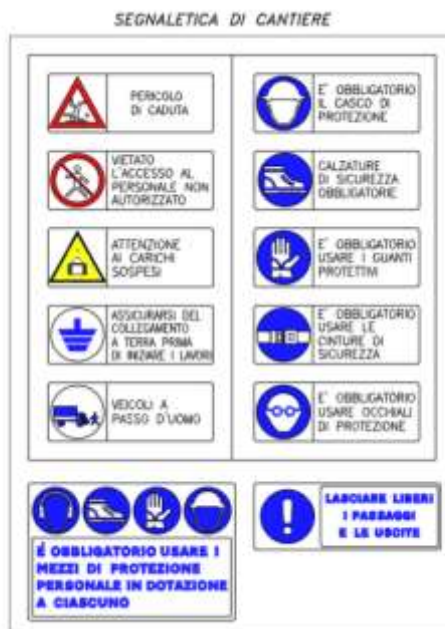 SEGNALETICA DI CANTIERE
PERICOLO
DI CADUTA
VIETATO
L'ACCESSO AL
PERSONALE NON
AUTORIZZATO
ATTENZIONE
AI CARICHI
SOSPESI
ASSICURARSI DEL
COLLEGAMENTO
A TERRA PRIMA
DI INIZIARE I LAVORI
VEICOLI A
PASSO D'UOMO
E' OBBLIGATORIO
IL CASCO DI
PROTEZIONE
CALZATURE
DI SICUREZZA
OBBLIGATORIE
E' OBBLIGATORIO
USARE I GUANTI
PROTETTIVI
E' OBBLIGATORIO
USARE LE
CINTURE DI
SICUREZZA
E' OBBLIGATORIO
USARE OCCHIALI
DI PROTEZIONE
É OBBLIGATORIO USARE I
MEZZI DI PROTEZIONE
PERSONALE IN DOTAZIONE
A CIASCUNO
LASCIARE LIBERI
I PASSAGGI
E LE USCITE